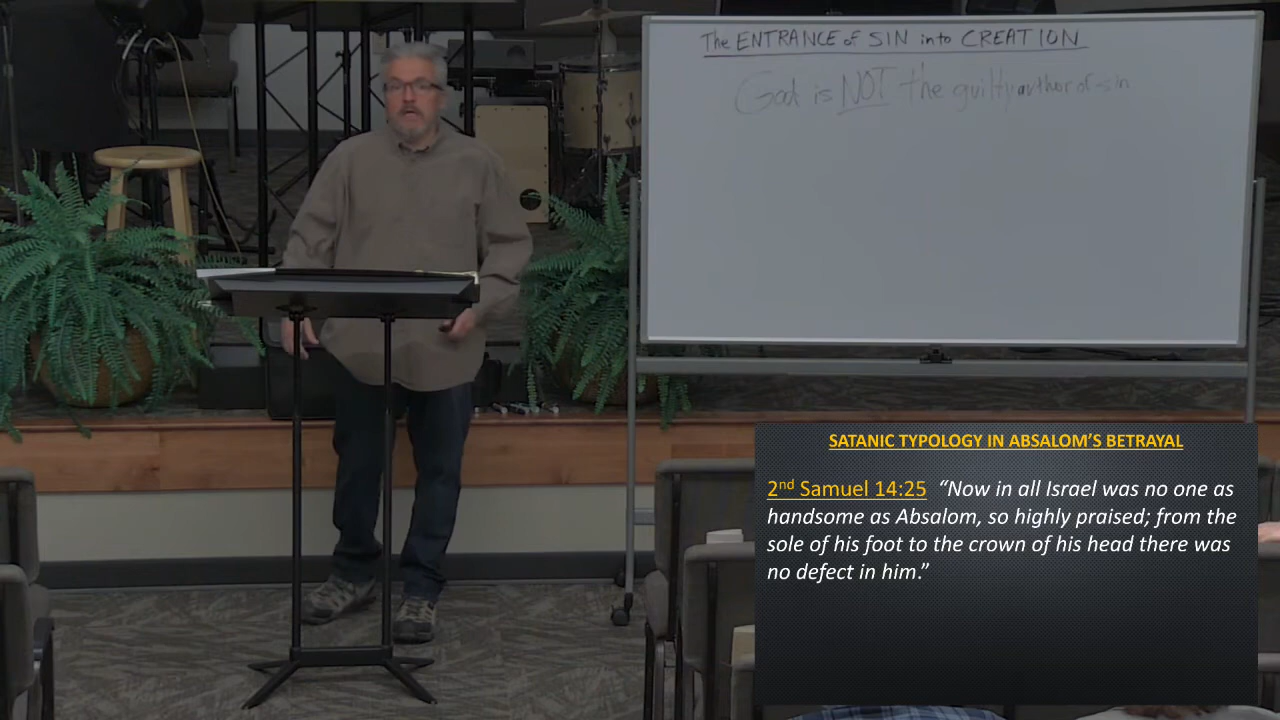 The ENTRANCE of SIN into CREATION
God is NOT the guilty author of sin
SATANIC TYPOLOGY IN ABSALOM'S BETRAYAL
2nd Samuel 14:25 “Now in all Israel was no one as
handsome as Absalom, so highly praised; from the
sole of his foot to the crown of his head there was
no defect in him.”